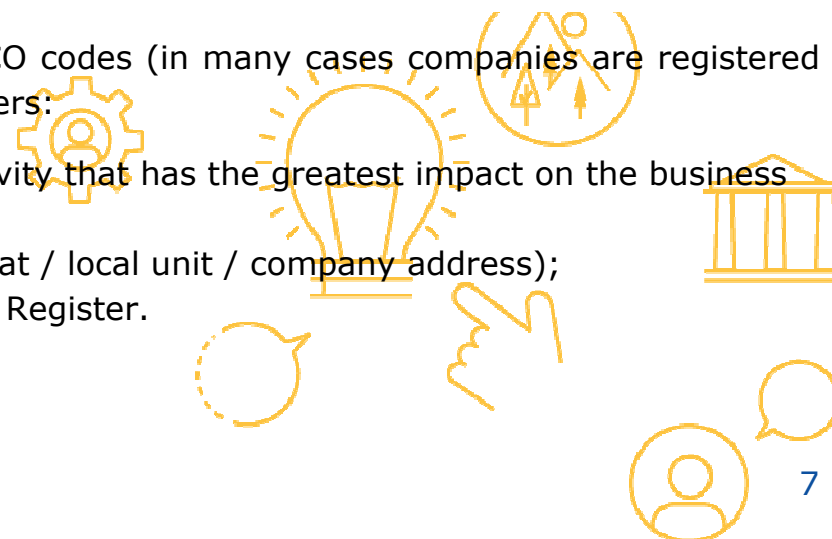 CO codes (in many cases companies are registered
ers:
vity that has the greatest impact on the business
at / local unit / company address);
Register.
7